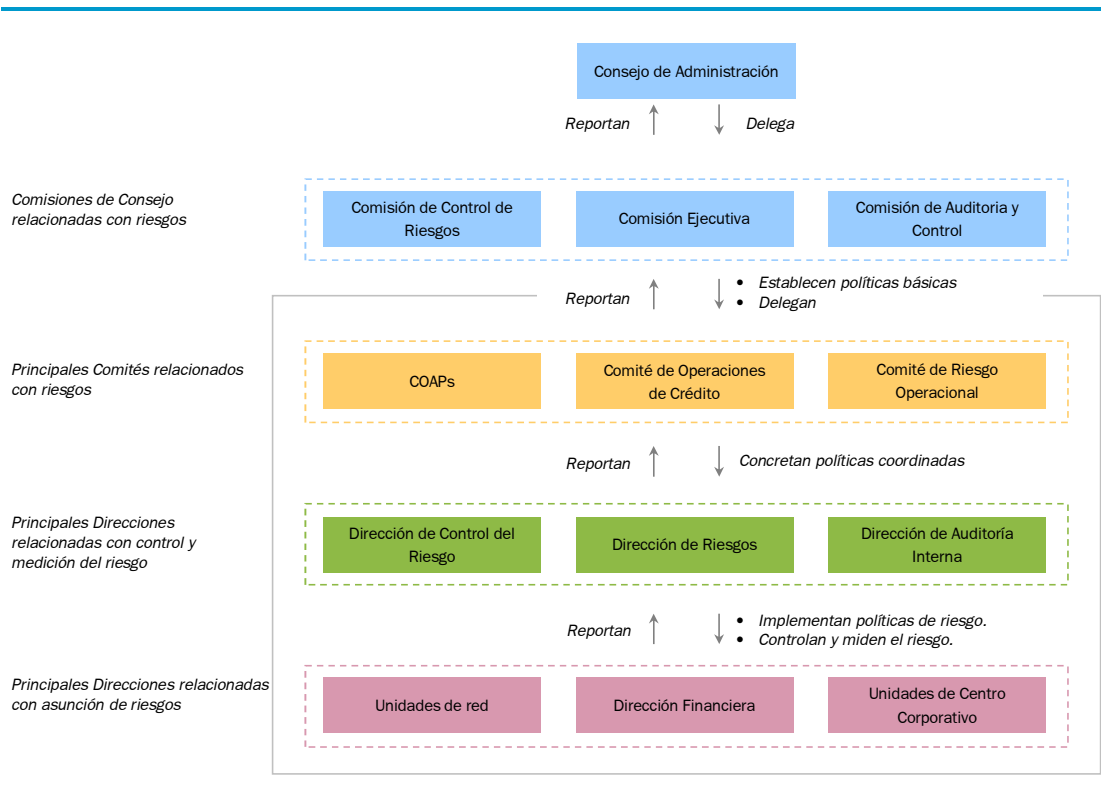 Consejo de Administración
Reportan
Delega
Comisiones de Consejo
relacionadas con riesgos
Comisión de Control de
Riesgos
Comisión Ejecutiva
Comisión de Auditoria y
Control
Reportan
• Establecen políticas básicas
• Delegan
Principales Comités relacionados
con riesgos
COAPs
Comité de Operaciones
de Crédito
Comité de Riesgo
Operacional
Reportan
Concretan políticas coordinadas
Principales Direcciones
relacionadas con control y
medición del riesgo
Dirección de Control del
Riesgo
Dirección de Riesgos
Dirección de Auditoría
Interna
Reportan
• Implementan políticas de riesgo.
• Controlan y miden el riesgo.
Principales Direcciones relacionadas
con asunción de riesgos
Unidades de red
Dirección Financiera
Unidades de Centro
Corporativo